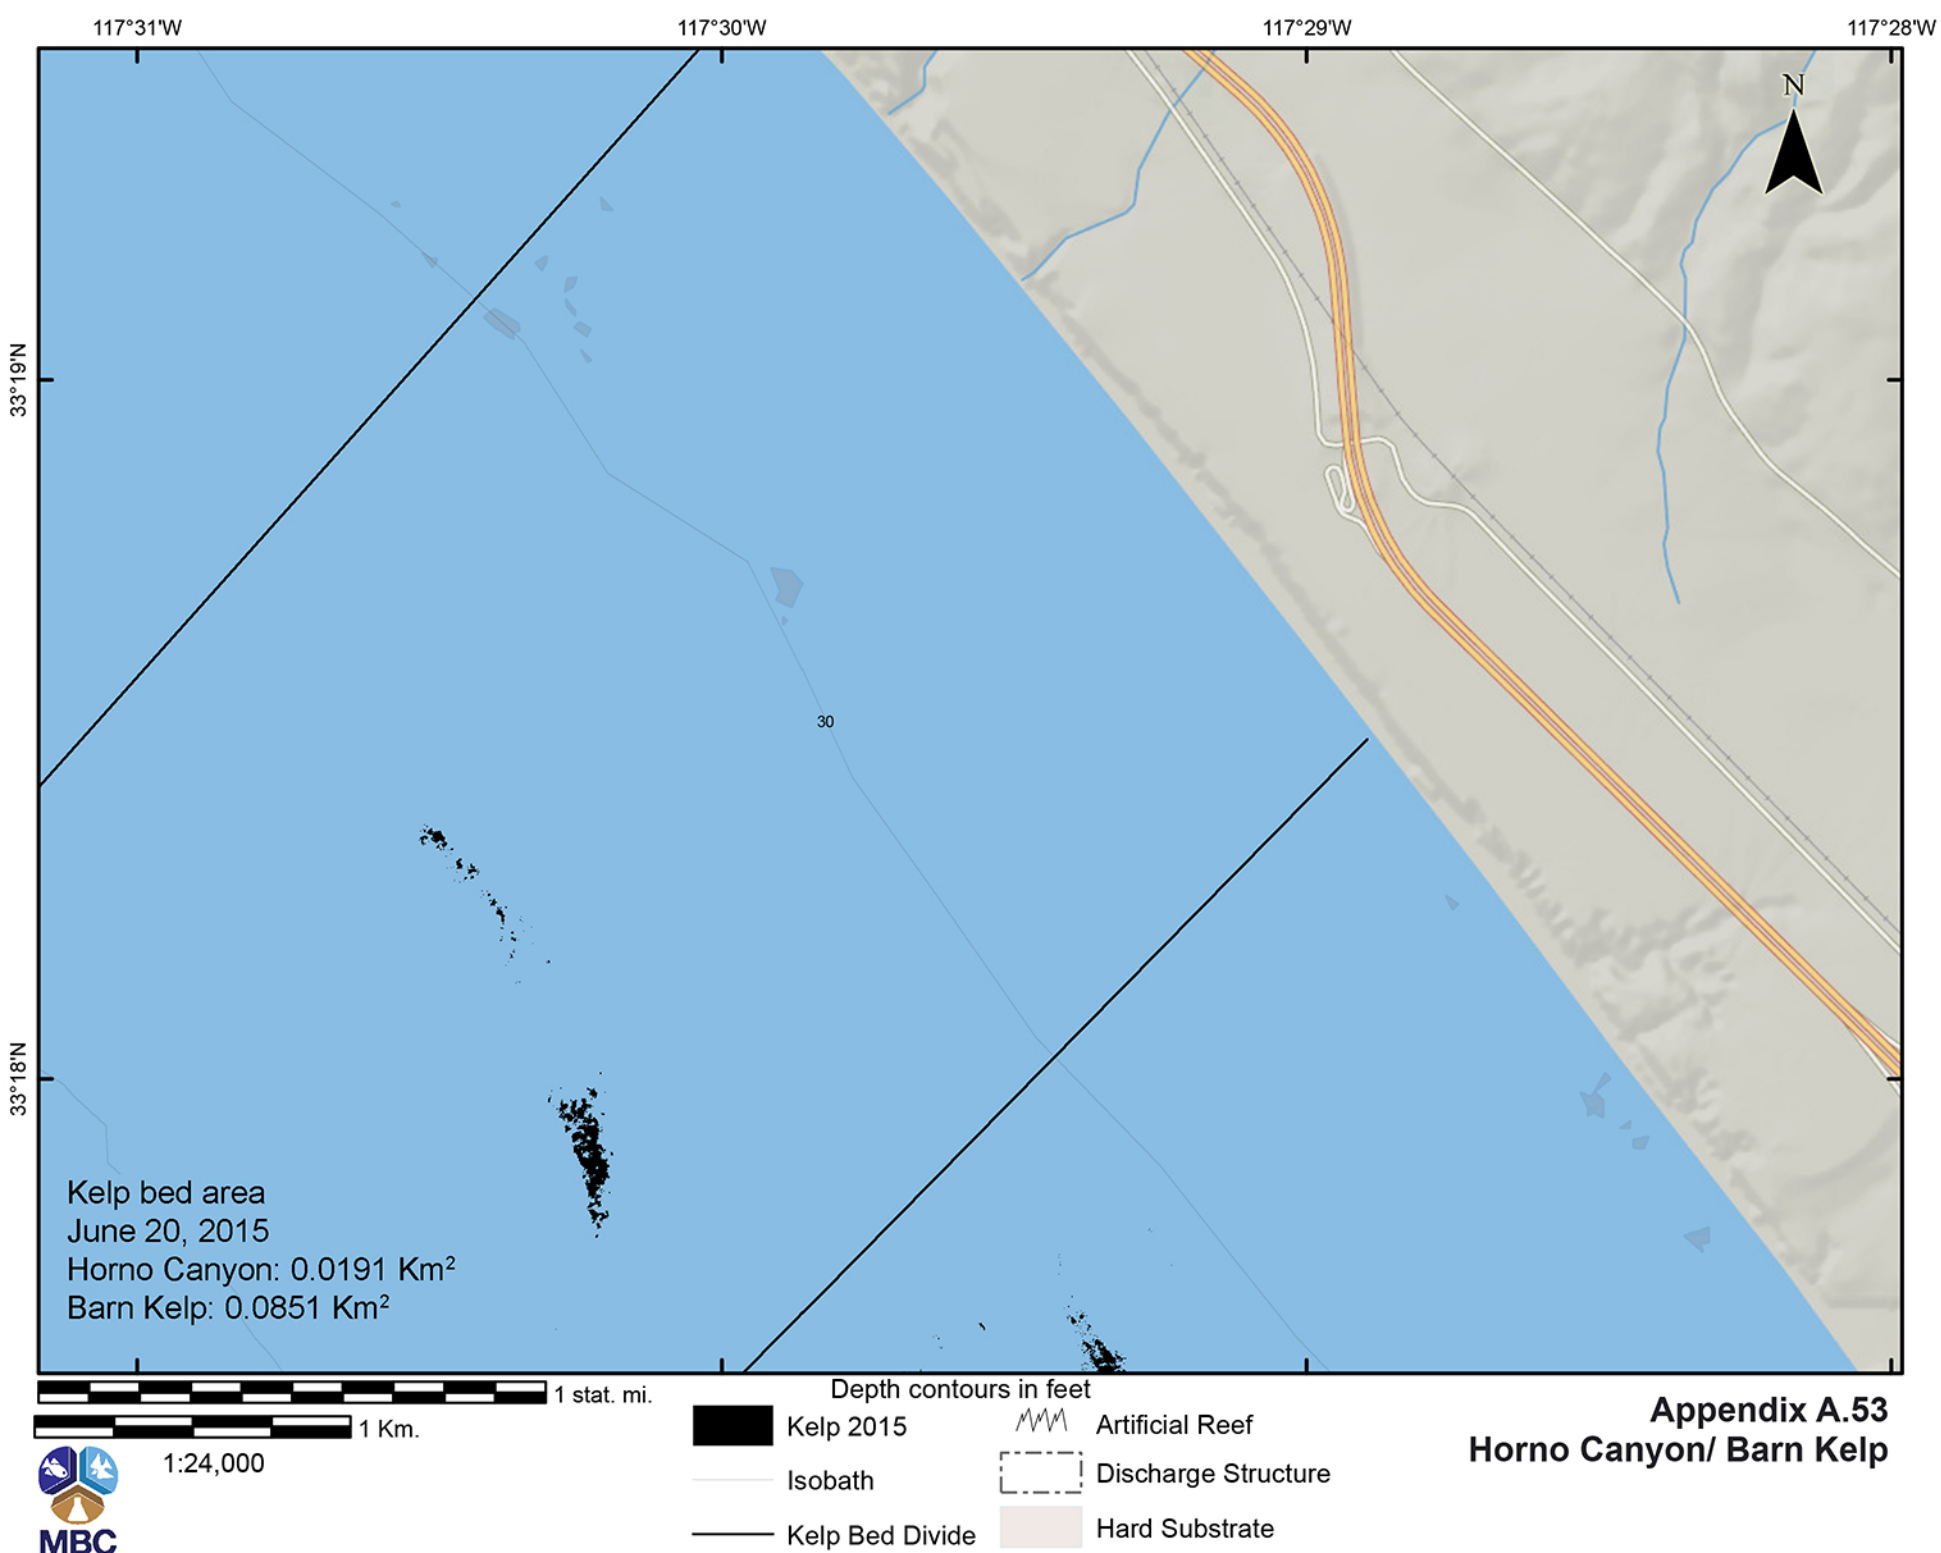 117°31'W
117°30'W
117°29'W
117°28'W
N
33°19'N
30
33°18'N
Kelp bed area
June 20, 2015
Horno Canyon: 0.0191 Km²
Barn Kelp: 0.0851 Km²
1 stat. mi.
1 Km.
1:24,000
MBC
Depth contours in feet
Kelp 2015
Isobath
Kelp Bed Divide
Artificial Reef
Discharge Structure
Hard Substrate
Appendix A.53
Horno Canyon/ Barn Kelp